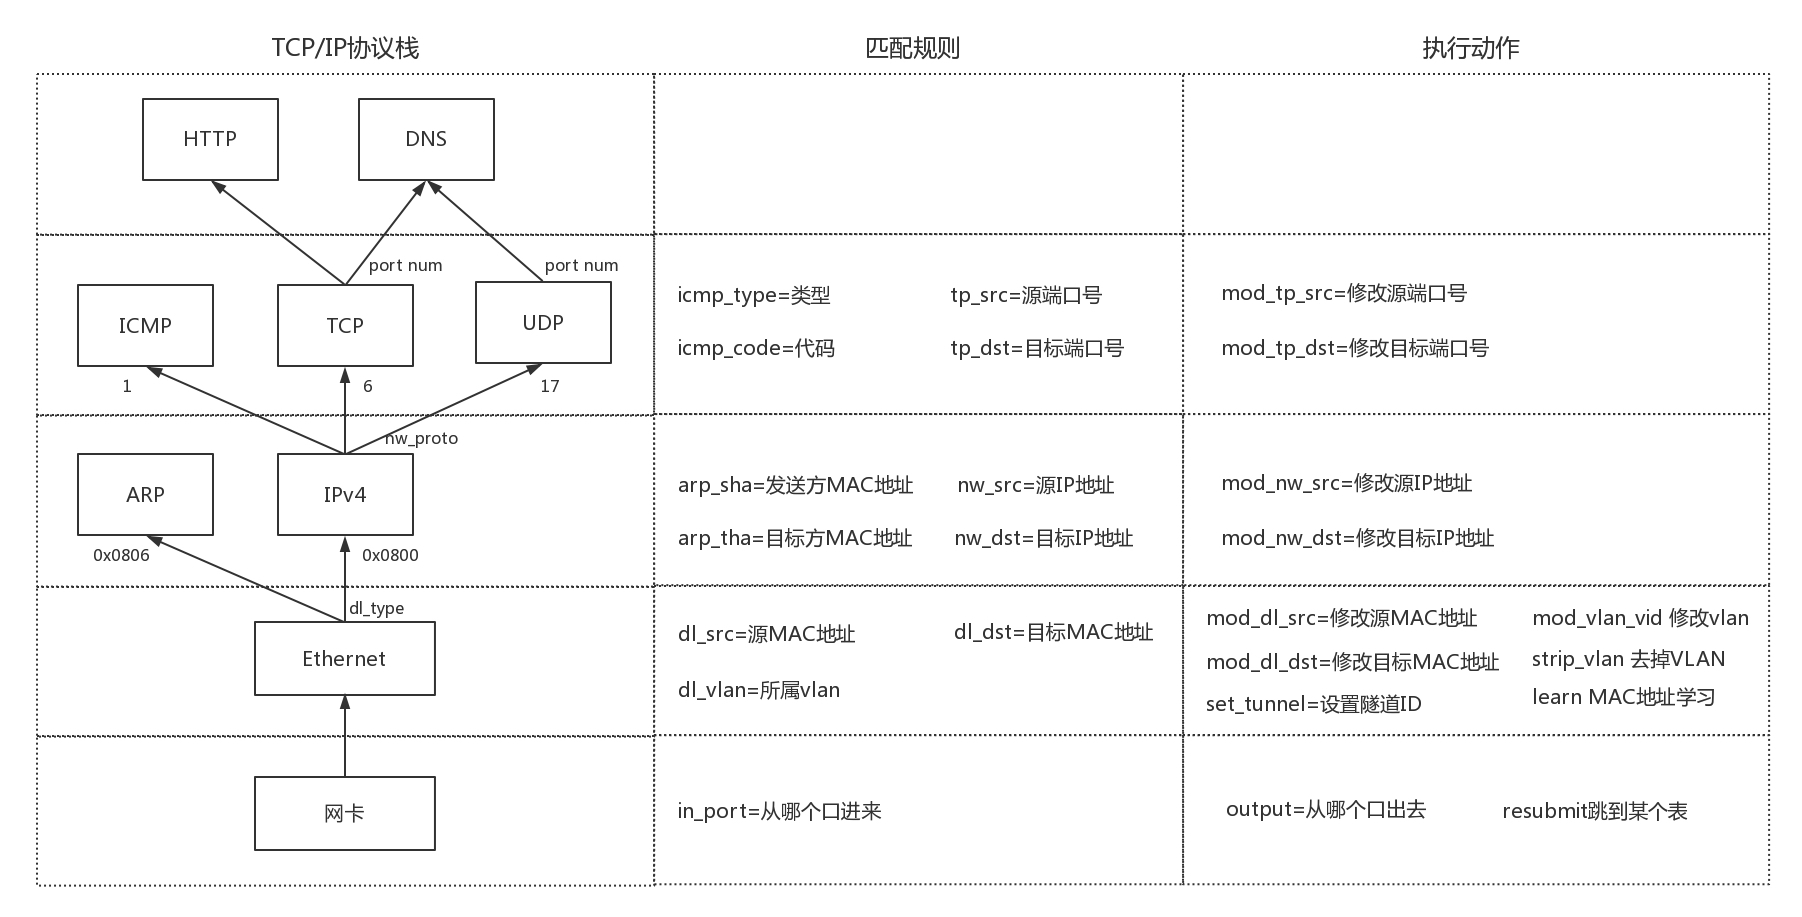 TCP/IP协议栈
匹配规则
执行动作
HTTP
DNS
port num
port num
ICMP
TCP
UDP
1
6
17
icmp_type=类型
tp_src=源端口号
icmp_code=代码
tp_dst=目标端口号
mod_tp_src=修改源端口号
mod_tp_dst=修改目标端口号
nw_proto
ARP
IPv4
0x0806
0x0800
arp_sha=发送方MAC地址
nw_src=源IP地址
arp_tha=目标方MAC地址
nw_dst=目标IP地址
mod_nw_src=修改源IP地址
mod_nw_dst=修改目标IP地址
dl_type
Ethernet
dl_src=源MAC地址
dl_dst=目标MAC地址
dl_vlan=所属vlan
mod_dl_src=修改源MAC地址
mod_vlan_vid 修改vlan
mod_dl_dst=修改目标MAC地址
strip_vlan 去掉VLAN
set_tunnel=设置隧道ID
learn MAC地址学习
网卡
in_port=从哪个口进来
output=从哪个口出去
resubmit跳到某个表